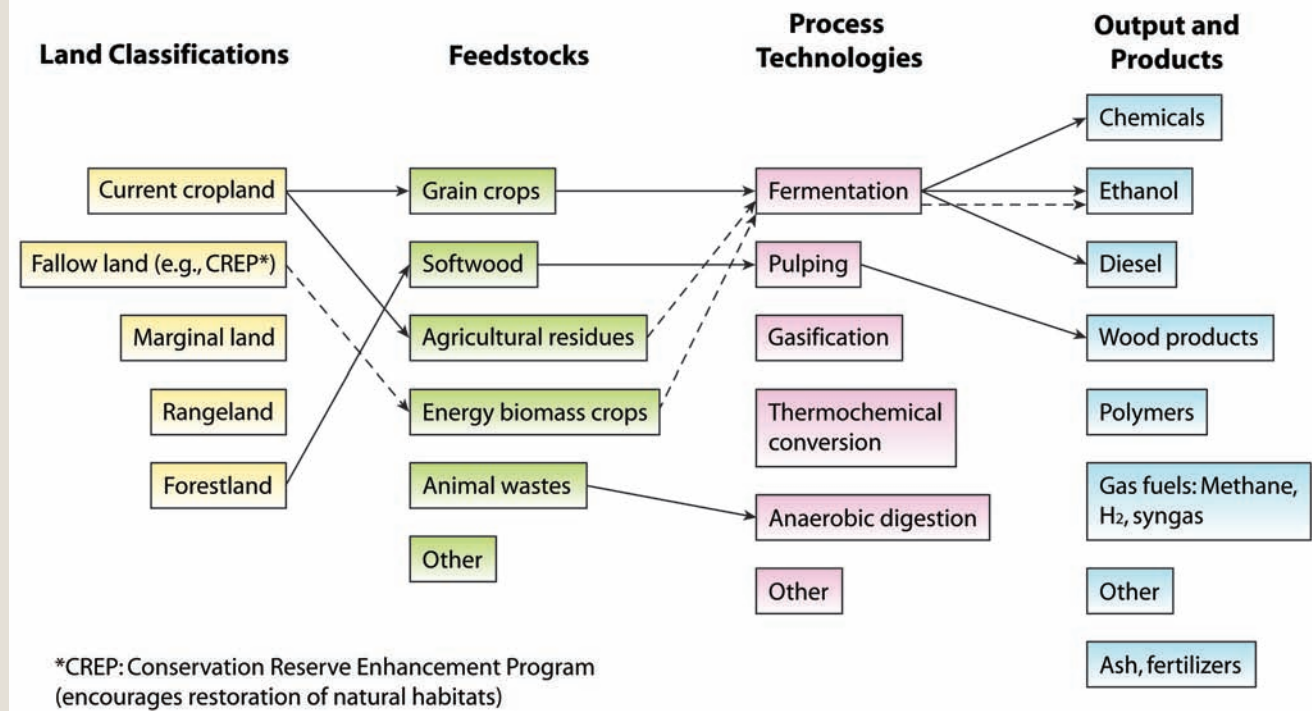 Land Classifications
Feedstocks
Process
Technologies
Output and
Products
Current cropland
Fallow land (e.g., CREP*)
Marginal land
Rangeland
Forestland
Grain crops
Softwood
Agricultural residues
Energy biomass crops
Animal wastes
Other
Fermentation
Pulping
Gasification
Thermochemical
conversion
Anaerobic digestion
Other
Chemicals
Ethanol
Diesel
Wood products
Polymers
Gas fuels: Methane,
H2, syngas
Other
Ash, fertilizers
*CREP: Conservation Reserve Enhancement Program
(encourages restoration of natural habitats)